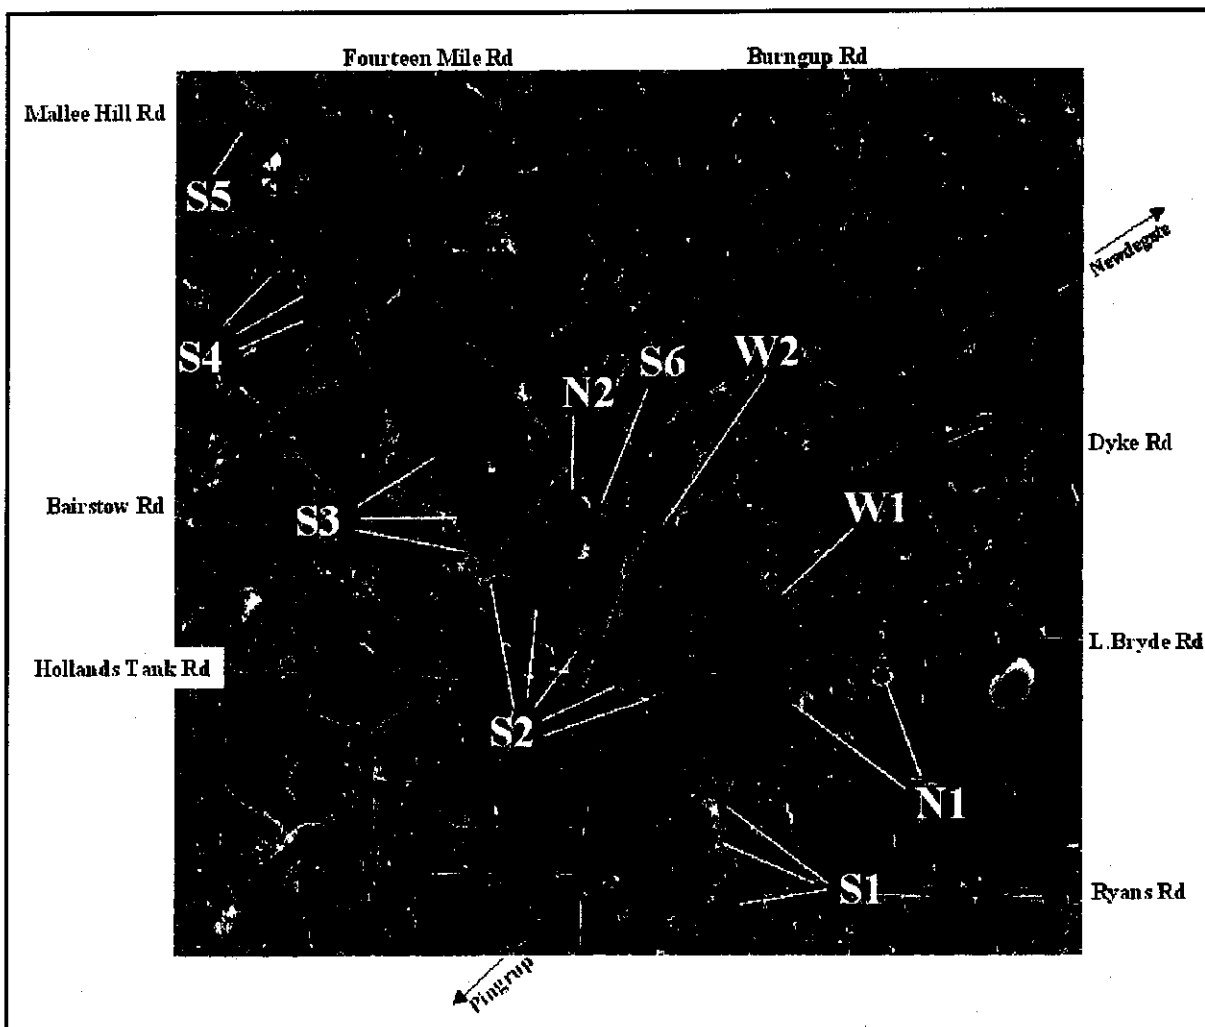 Fourteen Mile Rd
Burngup Rd
Mallee Hill Rd
S5
Newdegate
S4
S6
W2
N2
Dyke Rd
Bairstow Rd
S3
W1
L.Bryde Rd
Hollands Tank Rd
S2
N1
S1
Ryans Rd
Pingrup